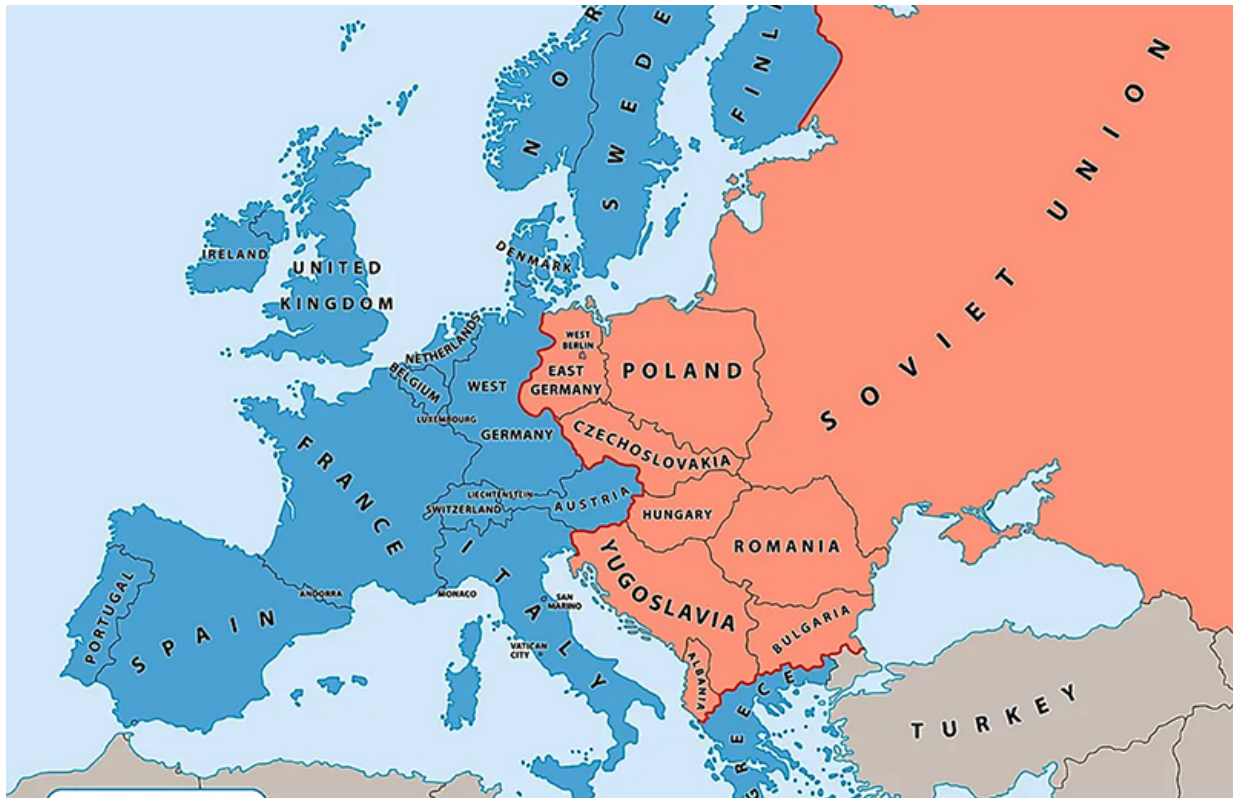 NOR
SWEDE
FINL
SOVIET UNION
IRELAND
UNITED
KINGDOM
DENMARK
NETHERLANDS
BELGIUM
LUXEMBOURG
WEST
GERMANY
WEST
BERLIN
EAST
GERMANY
POLAND
CZECHOSLOVAKIA
FRANCE
LIECHTENSTEIN
SWITZERLAND
AUSTRIA
HUNGARY
ROMANIA
YUGOSLAVIA
BULGARIA
ALBANIA
ITALY
SAN
MARINO
VATICAN
CITY
MONACO
ANDORRA
PORTUGAL
SPAIN
GREECE
TURKEY